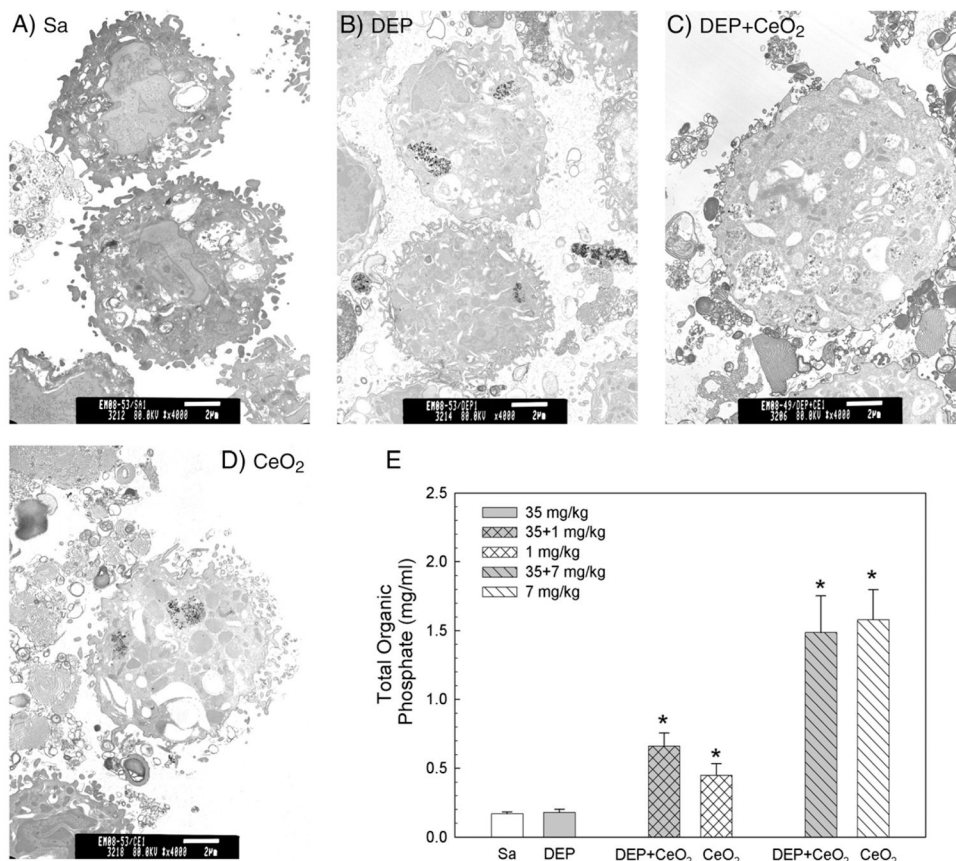 A) Sa
EM08-53/SA1
3212 80.0KV X4000 2µm
B) DEP
EM08-53/DEP1
3214 80.0KV X4000 2µm
C) DEP+CeO2
EM08-49/DEP+CE1
3206 80.0KV X4000 2µm
D) CeO2
EM08-53/CE1
3218 80.0KV X4000 2µm
E
Total Organic
Phosphate (mg/ml)
2.5
2.0
1.5
1.0
0.5
0.0
35 mg/kg
35+1 mg/kg
1 mg/kg
35+7 mg/kg
7 mg/kg
* * * *
Sa DEP DEP+CeO2 CeO2 DEP+CeO2 CeO2